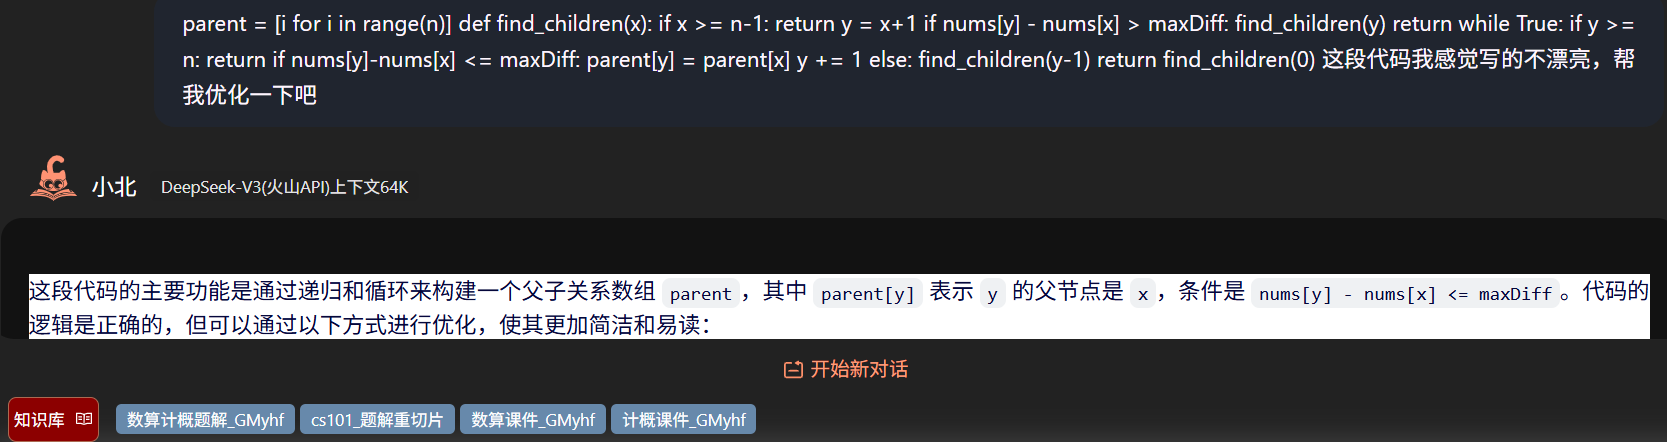 parent = [i for i in range(n)] def find_children(x): if x >= n-1: return y = x+1 if nums[y] - nums[x] > maxDiff: find_children(y) return while True: if y >=
n: return if nums[y]-nums[x] <= maxDiff: parent[y] = parent[x] y += 1 else: find_children(y-1) return find_children(0) 这段代码我感觉写的不漂亮，帮
我优化一下吧
小北 DeepSeek-V3(火山API)上下文64K
这段代码的主要功能是通过递归和循环来构建一个父子关系数组 parent，其中 parent[y] 表示 y 的父节点是 x，条件是 nums[y] - nums[x] <= maxDiff。代码的
逻辑是正确的，但可以通过以下方式进行优化，使其更加简洁和易读：
开始新对话
知识库 数算计概题解_GMyhf cs101_题解重切片 数算课件_GMyhf 计概课件_GMyhf